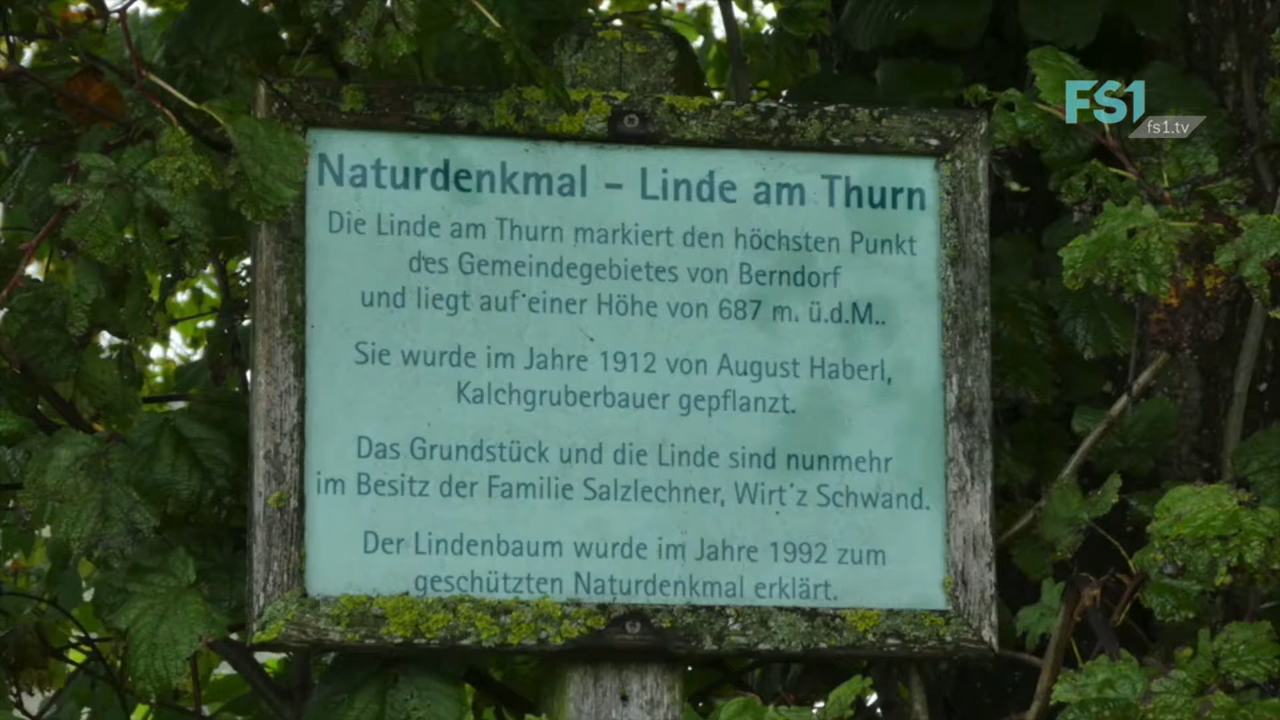 FS1
fs1.tv
Naturdenkmal – Linde am Thurn
Die Linde am Thurn markiert den höchsten Punkt
des Gemeindegebietes von Berndorf
und liegt auf einer Höhe von 687 m. ü.d.M..
Sie wurde im Jahre 1912 von August Haberl,
Kalchgruberbauer gepflanzt.
Das Grundstück und die Linde sind nunmehr
im Besitz der Familie Salzlechner, Wirt´z Schwand.
Der Lindenbaum wurde im Jahre 1992 zum
geschützten Naturdenkmal erklärt.